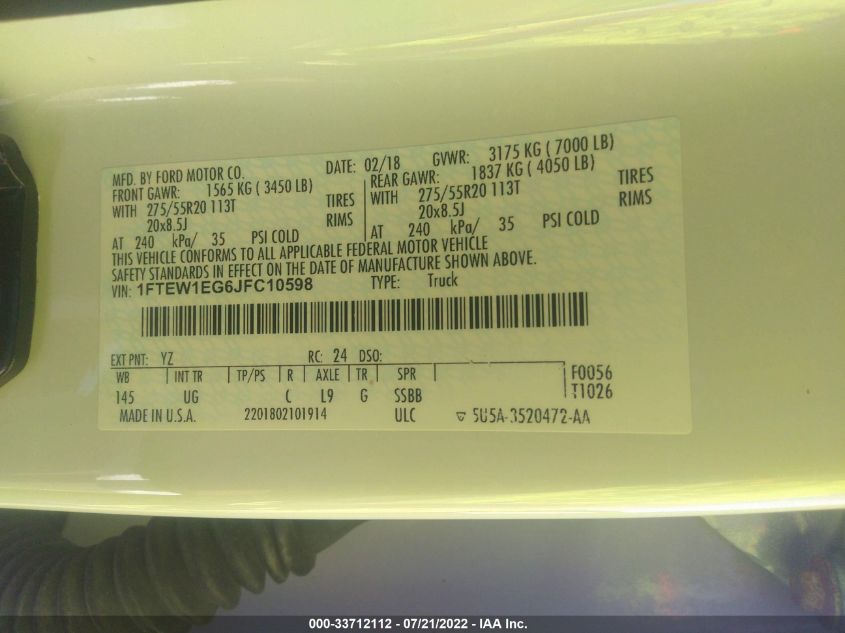 MFD. BY FORD MOTOR CO. DATE: 02/18 GVWR: 3175 KG ( 7000 LB)
FRONT GAWR: 1565 KG ( 3450 LB) REAR GAWR: 1837 KG ( 4050 LB)
WITH 275/55R20 113T TIRES WITH 275/55R20 113T TIRES
20x8.5J RIMS 20x8.5J RIMS
AT 240 kPa/ 35 PSI COLD AT 240 kPa/ 35 PSI COLD
THIS VEHICLE CONFORMS TO ALL APPLICABLE FEDERAL MOTOR VEHICLE
SAFETY STANDARDS IN EFFECT ON THE DATE OF MANUFACTURE SHOWN ABOVE.
VIN: 1FTEW1EG6JFC10598 TYPE: Truck
EXT PNT: YZ RC: 24 DSO:
WB INT TR TP/PS R AXLE TR SPR F0056
145 UG C L9 G SSBB T1026
MADE IN U.S.A. 2201802101914 ULC 5U5A-3520472-AA
000-33712112 - 07/21/2022 - IAA Inc.